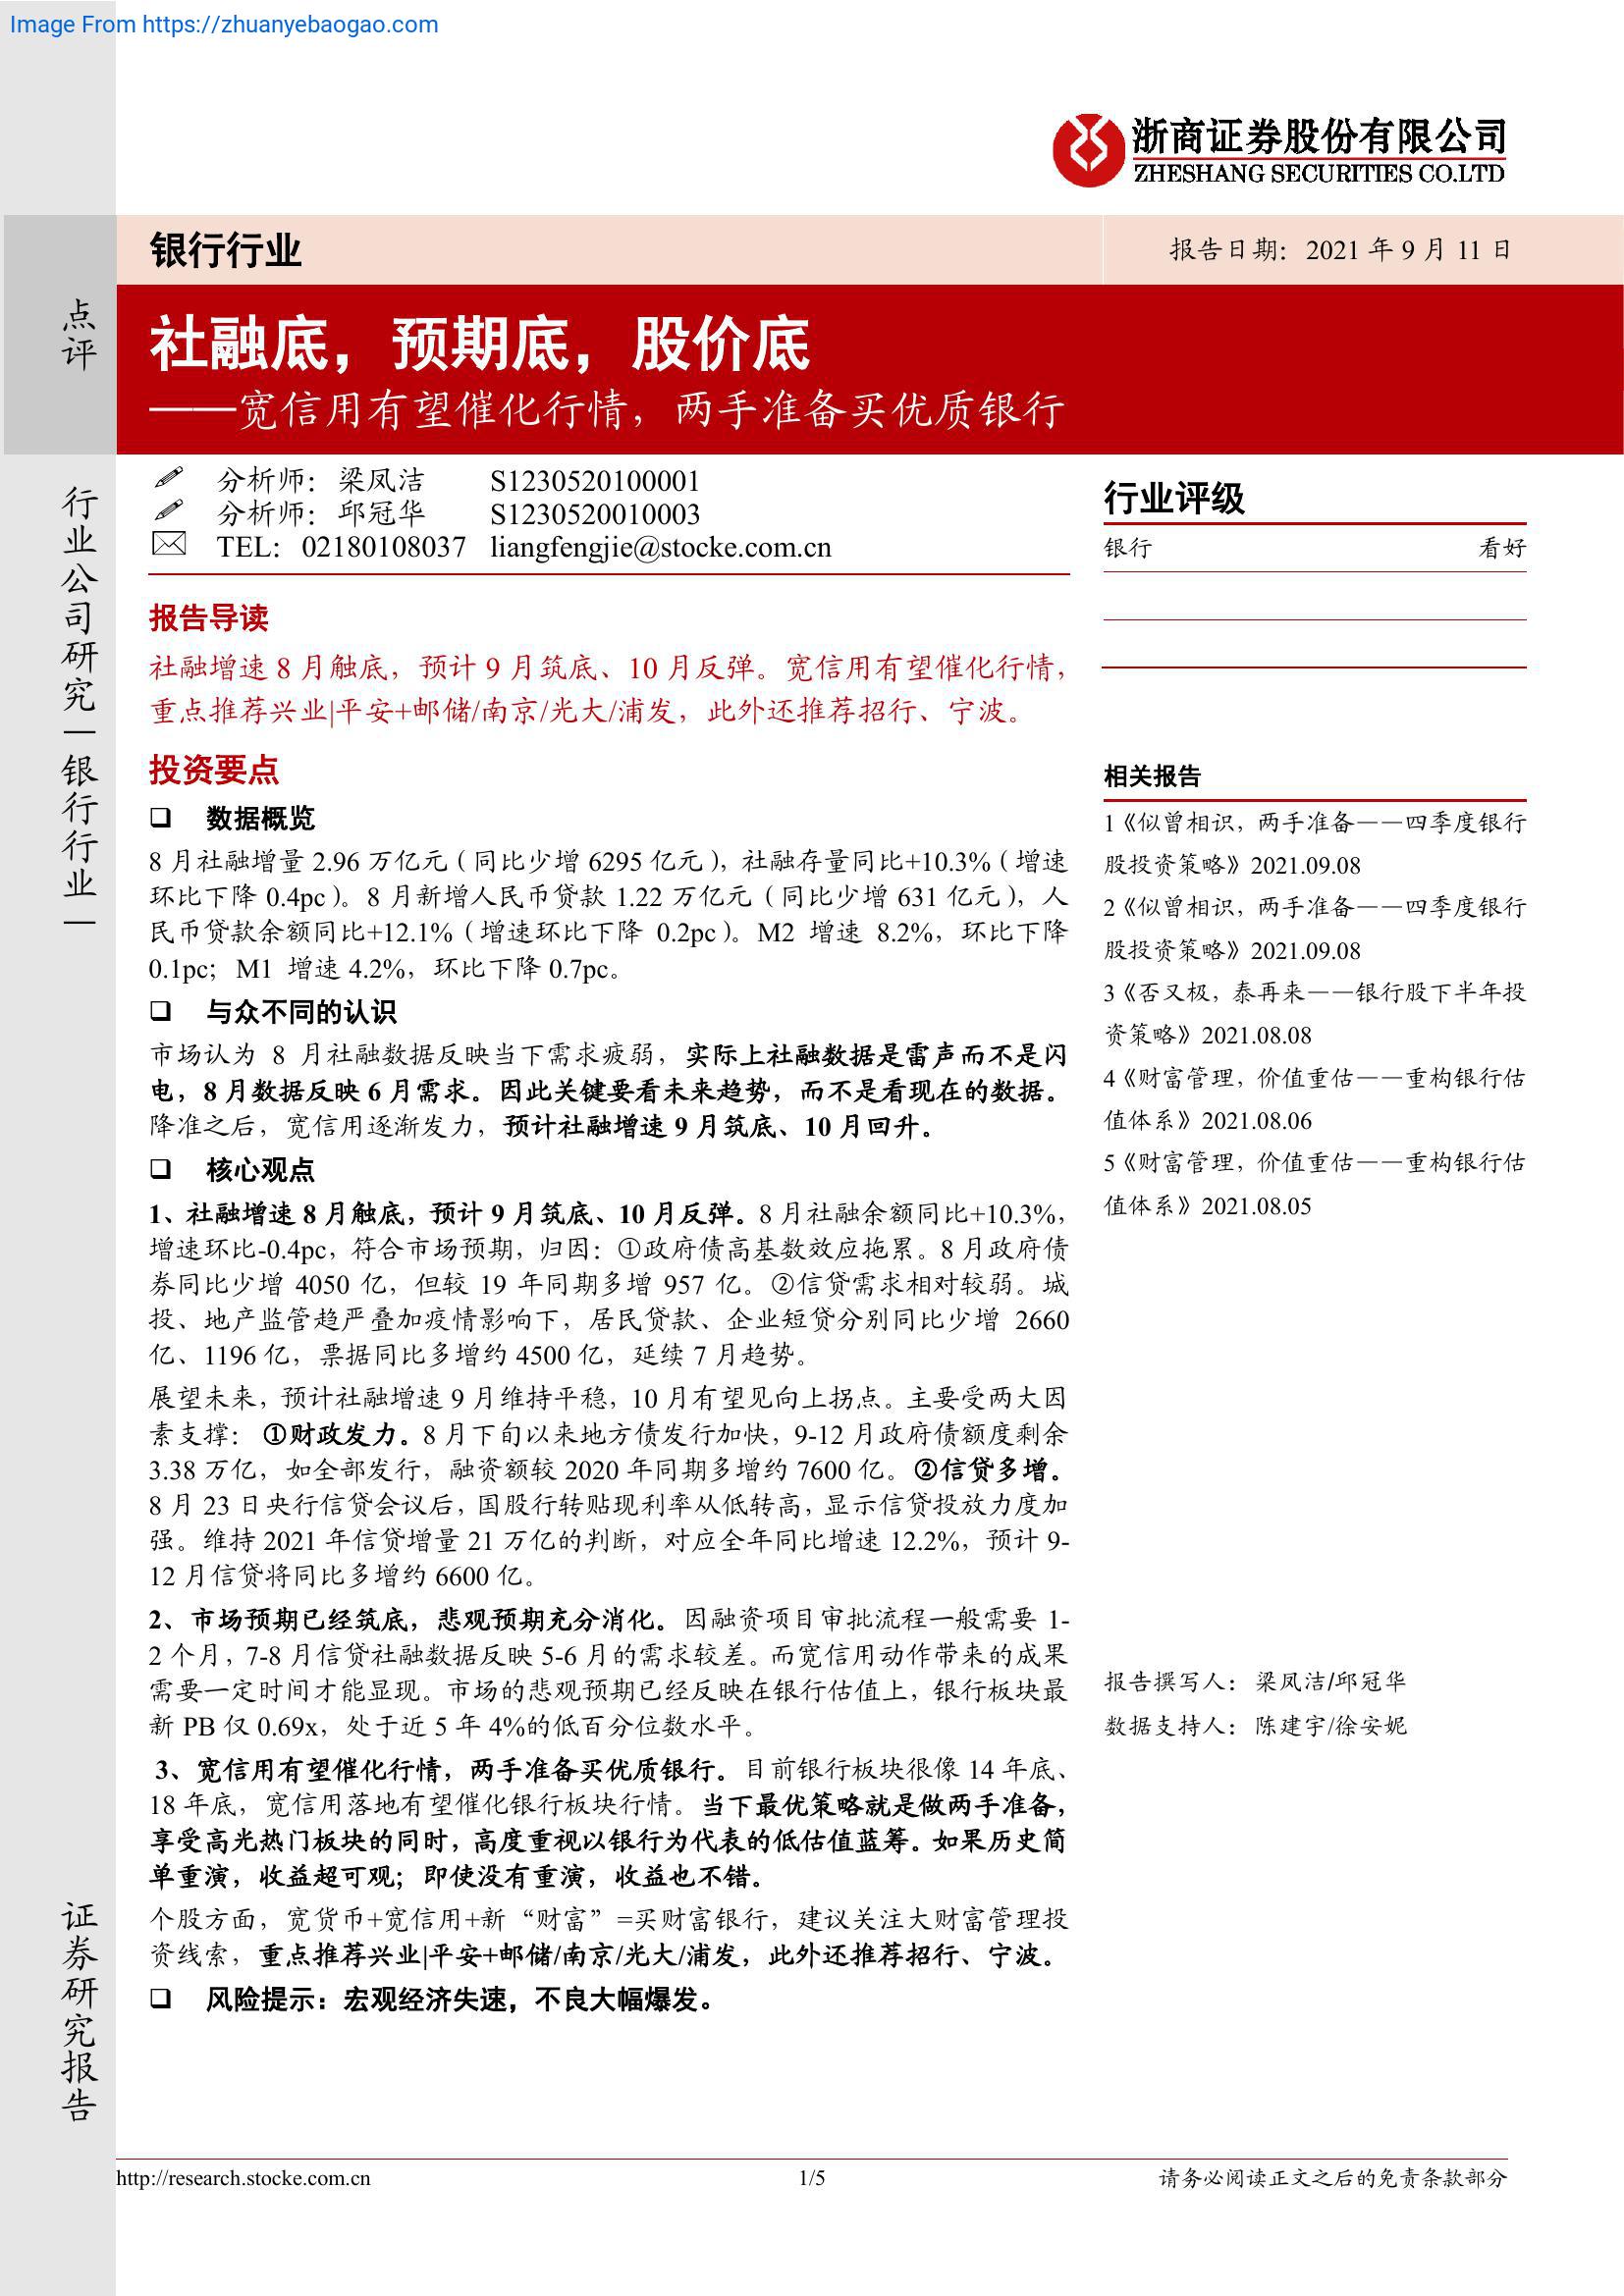 Image From https://zhuanyebaogao.com
浙商证券股份有限公司
ZHESHANG SECURITIES CO.LTD
银行行业
报告日期：2021 年 9 月 11 日
点评
社融底，预期底，股价底
——宽信用有望催化行情，两手准备买优质银行
行业公司研究|银行行业|
分析师：梁凤洁 S1230520100001
分析师：邱冠华 S1230520010003
TEL：02180108037 liangfengjie@stocke.com.cn
报告导读
社融增速 8 月触底，预计 9 月筑底、10 月反弹。宽信用有望催化行情，
重点推荐兴业|平安+邮储/南京/光大/浦发，此外还推荐招行、宁波。
投资要点
❑ 数据概览
8 月社融增量 2.96 万亿元（同比少增 6295 亿元），社融存量同比+10.3%（增速
环比下降 0.4pc）。8 月新增人民币贷款 1.22 万亿元（同比少增 631 亿元），人
民币贷款余额同比+12.1%（增速环比下降 0.2pc）。M2 增速 8.2%，环比下降
0.1pc；M1 增速 4.2%，环比下降 0.7pc。
❑ 与众不同的认识
市场认为 8 月社融数据反映当下需求疲弱，实际上社融数据是雷声而不是闪
电，8 月数据反映 6 月需求。因此关键要看未来趋势，而不是看现在的数据。
降准之后，宽信用逐渐发力，预计社融增速 9 月筑底、10 月回升。
❑ 核心观点
1、社融增速 8 月触底，预计 9 月筑底、10 月反弹。8 月社融余额同比+10.3%，
增速环比-0.4pc，符合市场预期，归因：①政府债高基数效应拖累。8 月政府债
券同比少增 4050 亿，但较 19 年同期多增 957 亿。②信贷需求相对较弱。城
投、地产监管趋严叠加疫情影响下，居民贷款、企业短贷分别同比少增 2660
亿、1196 亿，票据同比多增约 4500 亿，延续 7 月趋势。
展望未来，预计社融增速 9 月维持平稳，10 月有望见向上拐点。主要受两大因
素支撑：①财政发力。8 月下旬以来地方债发行加快，9-12 月政府债额度剩余
3.38 万亿，如全部发行，融资额较 2020 年同期多增约 7600 亿。②信贷多增。
8 月 23 日央行信贷会议后，国股行转贴现利率从低转高，显示信贷投放力度加
强。维持 2021 年信贷增量 21 万亿的判断，对应全年同比增速 12.2%，预计 9-
12 月信贷将同比多增约 6600 亿。
2、市场预期已经筑底，悲观预期充分消化。因融资项目审批流程一般需要 1-
2 个月，7-8 月信贷社融数据反映 5-6 月的需求较差。而宽信用动作带来的成果
需要一定时间才能显现。市场的悲观预期已经反映在银行估值上，银行板块最
新 PB 仅 0.69x，处于近 5 年 4%的低百分位数水平。
3、宽信用有望催化行情，两手准备买优质银行。目前银行板块很像 14 年底、
18 年底，宽信用落地有望催化银行板块行情。当下最优策略就是做两手准备，
享受高光热门板块的同时，高度重视以银行为代表的低估值蓝筹。如果历史简
单重演，收益超可观；即使没有重演，收益也不错。
个股方面，宽货币+宽信用+新“财富”=买财富银行，建议关注大财富管理投
资线索，重点推荐兴业|平安+邮储/南京/光大/浦发，此外还推荐招行、宁波。
❑ 风险提示：宏观经济失速，不良大幅爆发。
行业评级
银行 看好
相关报告
1《似曾相识，两手准备——四季度银行
股投资策略》2021.09.08
2《似曾相识，两手准备——四季度银行
股投资策略》2021.09.08
3《否又极，泰再来——银行股下半年投
资策略》2021.08.08
4《财富管理，价值重估——重构银行估
值体系》2021.08.06
5《财富管理，价值重估——重构银行估
值体系》2021.08.05
报告撰写人：梁凤洁/邱冠华
数据支持人：陈建宇/徐安妮
证券研究报告
http://research.stocke.com.cn
1/5
请务必阅读正文之后的免责条款部分